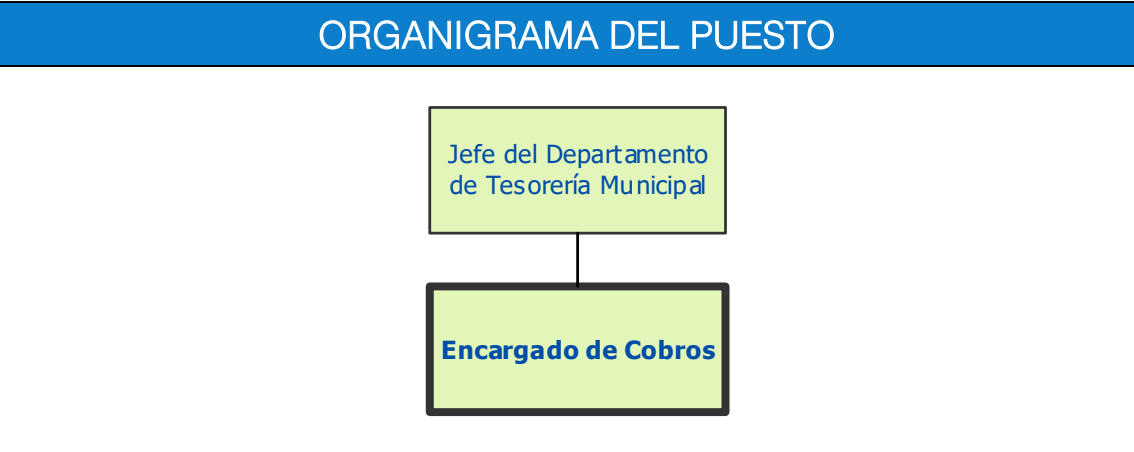 ORGANIGRAMA DEL PUESTO
Jefe del Departamento
de Tesorería Municipal
Encargado de Cobros